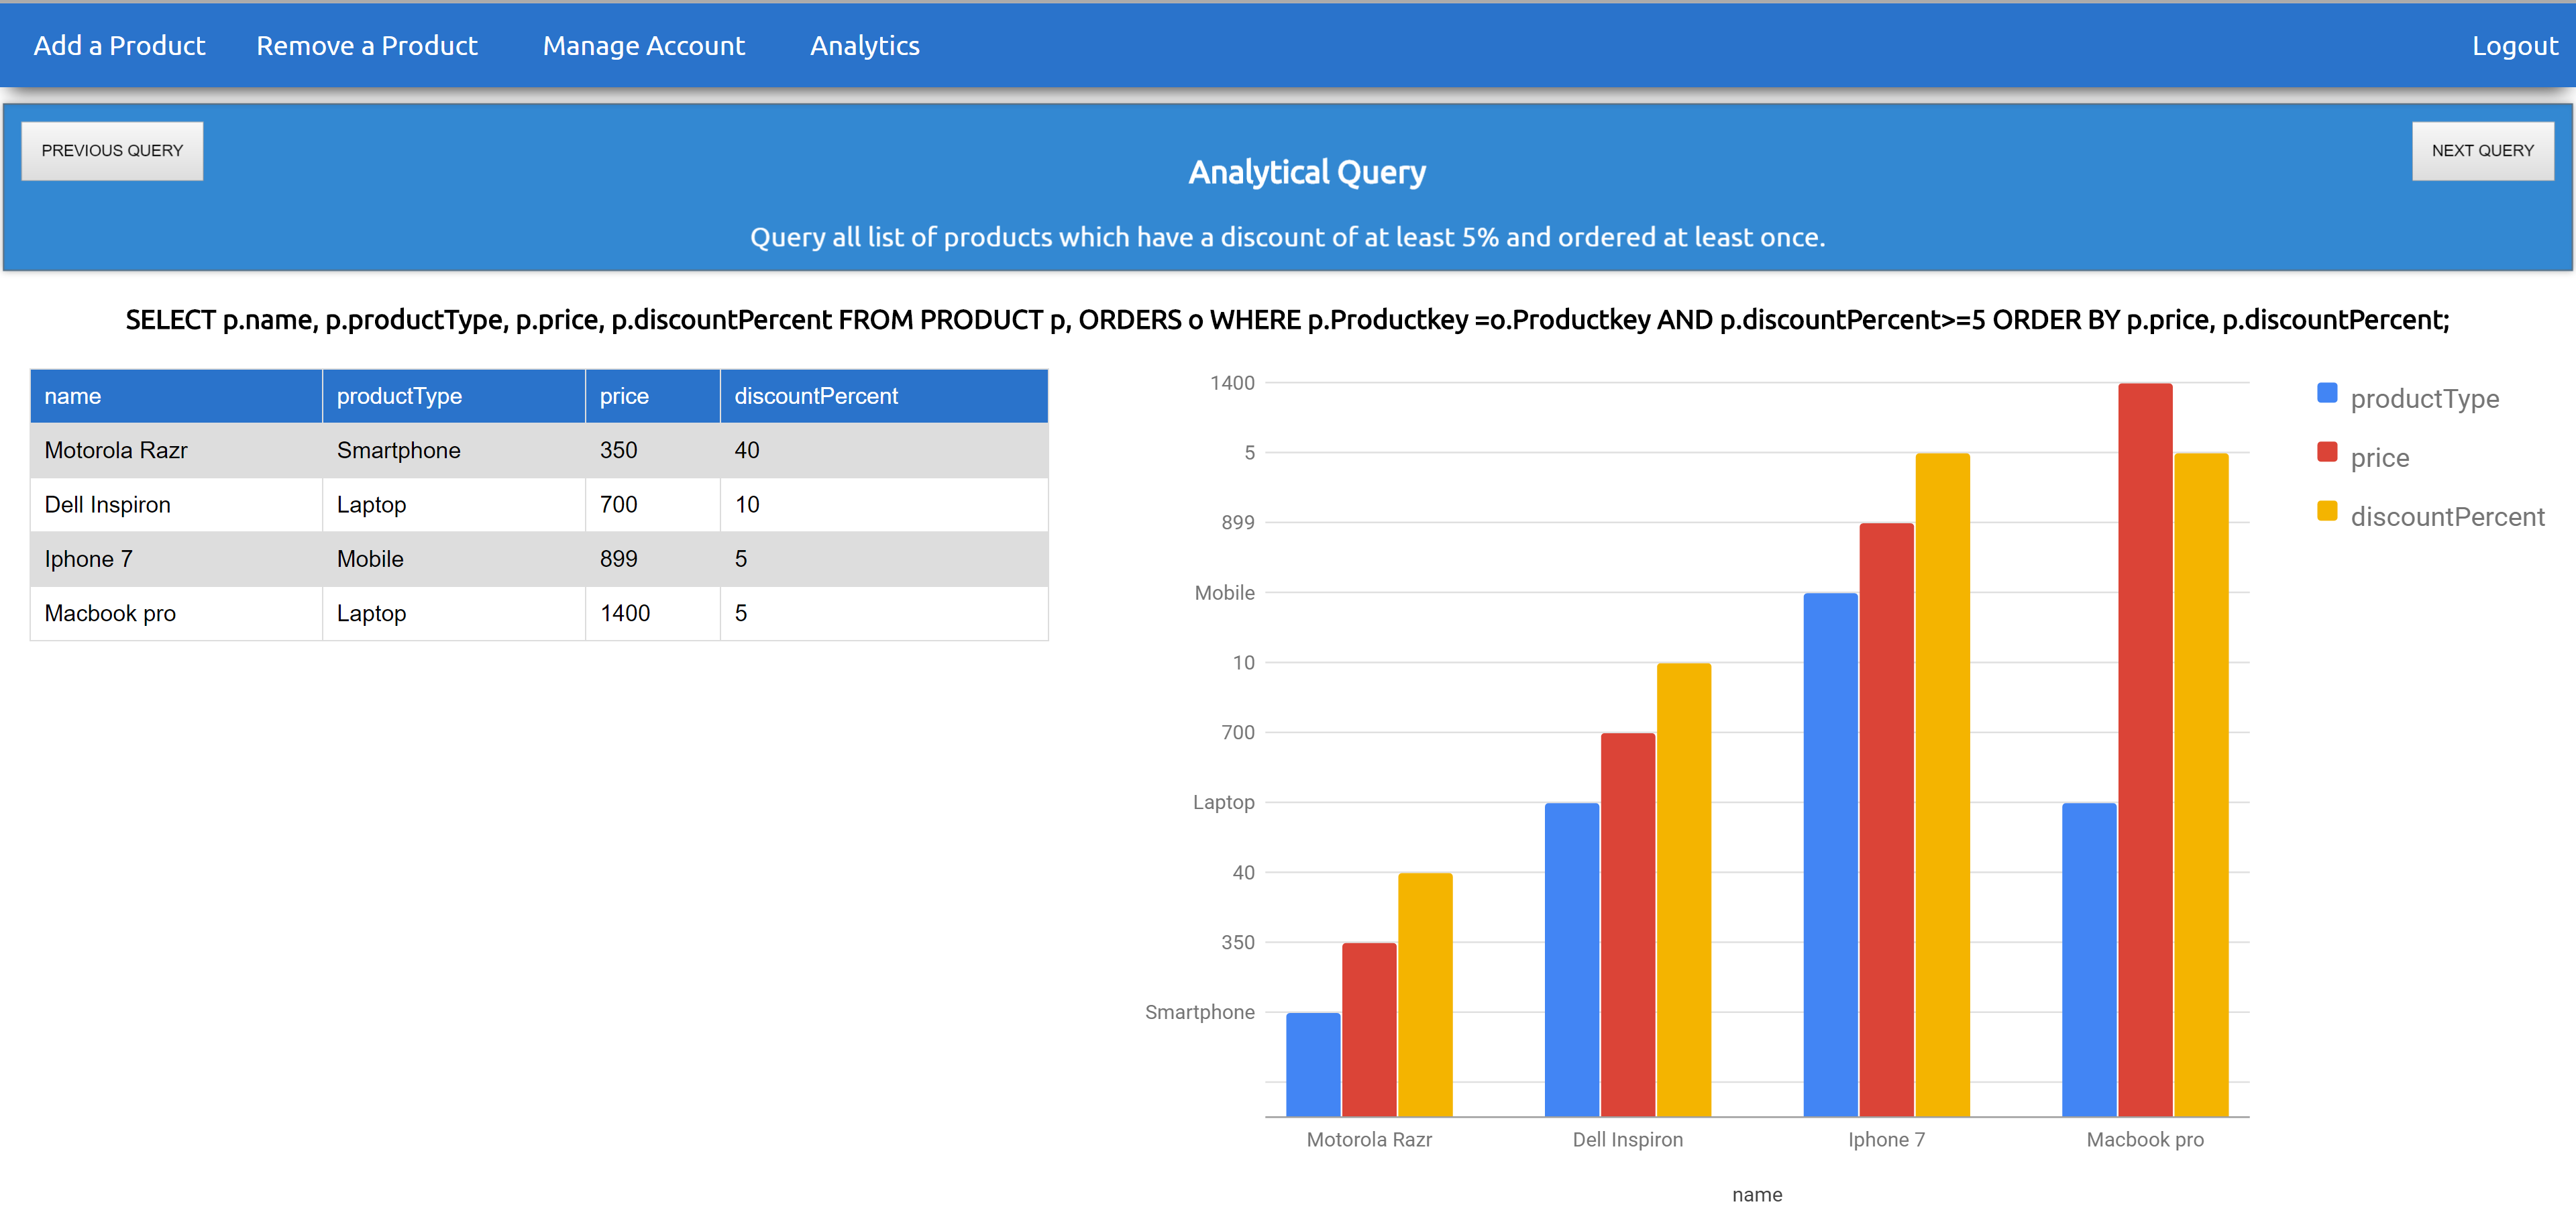 Add a Product Remove a Product Manage Account Analytics Logout
PREVIOUS QUERY
NEXT QUERY
Analytical Query
Query all list of products which have a discount of at least 5% and ordered at least once.
SELECT p.name, p.productType, p.price, p.discountPercent FROM PRODUCT p, ORDERS o WHERE p.Productkey =o.Productkey AND p.discountPercent>=5 ORDER BY p.price, p.discountPercent;
name productType price discountPercent
Motorola Razr Smartphone 350 40
Dell Inspiron Laptop 700 10
Iphone 7 Mobile 899 5
Macbook pro Laptop 1400 5
1400
5
899
Mobile
10
700
Laptop
40
350
Smartphone
Motorola Razr Dell Inspiron Iphone 7 Macbook pro
name
productType
price
discountPercent